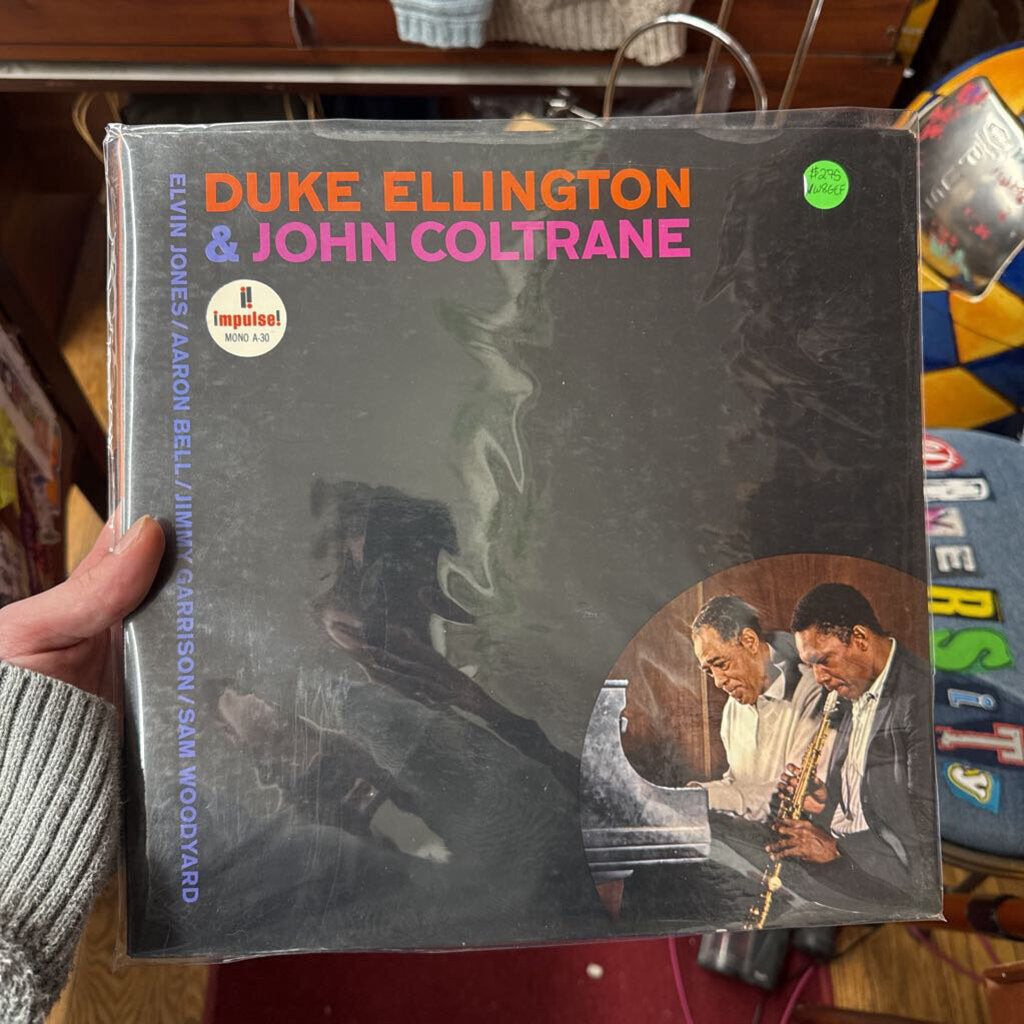 DUKE ELLINGTON
& JOHN COLTRANE
ELVIN JONES/AARON BELL/JIMMY GARRISON/SAM WOODYARD
i!
impulse!
MONO A-30